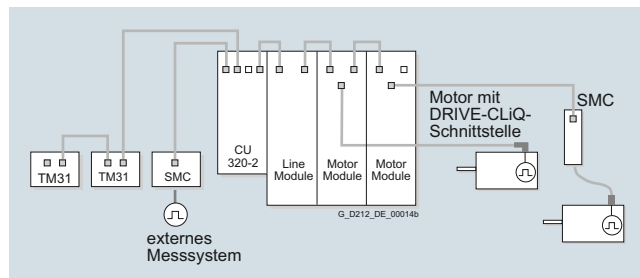 Motor mit
DRIVE-CLiQ-
Schnittstelle
SMC
CU
320-2
Line
Module
Motor
Module
Motor
Module
TM31
TM31
SMC
G_D212_DE_00014b
externes
Messsystem